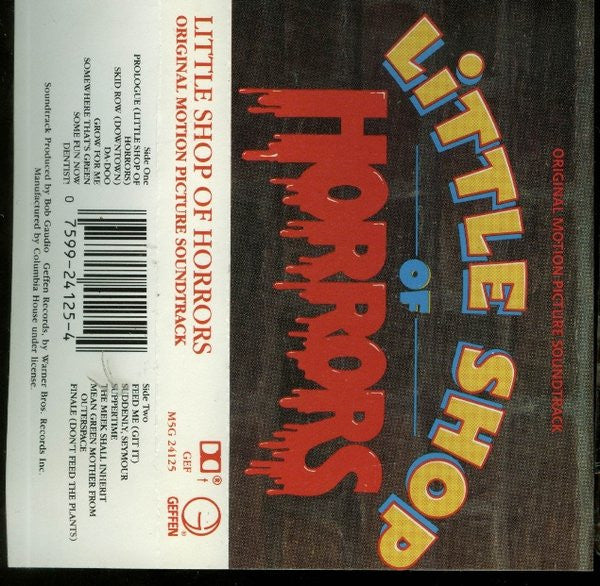 ORIGINAL MOTION PICTURE SOUNDTRACK
LiTTLE SHOP
OF
HORRORS
LITTLE SHOP OF HORRORS
ORIGINAL MOTION PICTURE SOUNDTRACK
GEF
M5G 24125
GEFFEN
Side One
PROLOGUE (LITTLE SHOP OF
HORRORS)
SKID ROW (DOWNTOWN)
DA-DOO
GROW FOR ME
SOMEWHERE THAT'S GREEN
SOME FUN NOW
DENTIST!
0 7599-24125-4
Side Two
FEED ME (GIT IT)
SUDDENLY, SEYMOUR
SUPPERTIME
THE MEEK SHALL INHERIT
MEAN GREEN MOTHER FROM
OUTERSPACE
FINALE (DON'T FEED THE PLANTS)
Soundtrack Produced by Bob Gaudio Geffen Records, by Warner Bros. Records Inc.
Manufactured by Columbia House under license.